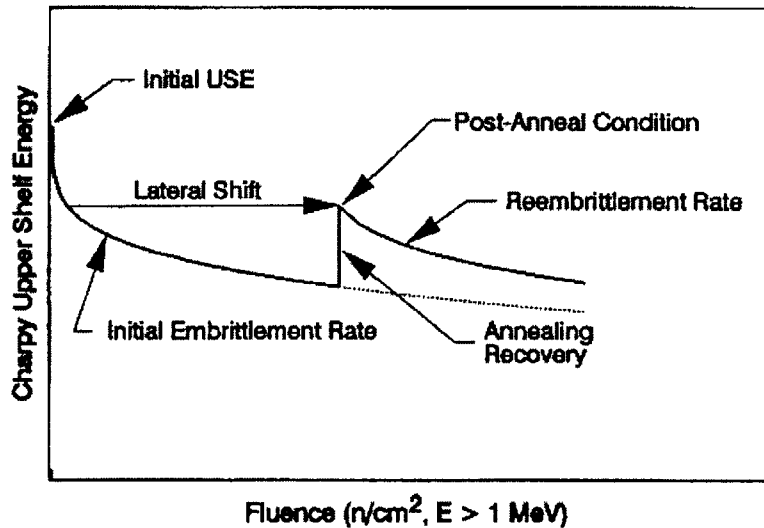 Initial USE
Post-Anneal Condition
Lateral Shift
Reembrittlement Rate
Initial Embrittlement Rate
Annealing
Recovery
Charpy Upper Shelf Energy
Fluence (n/cm², E > 1 MeV)